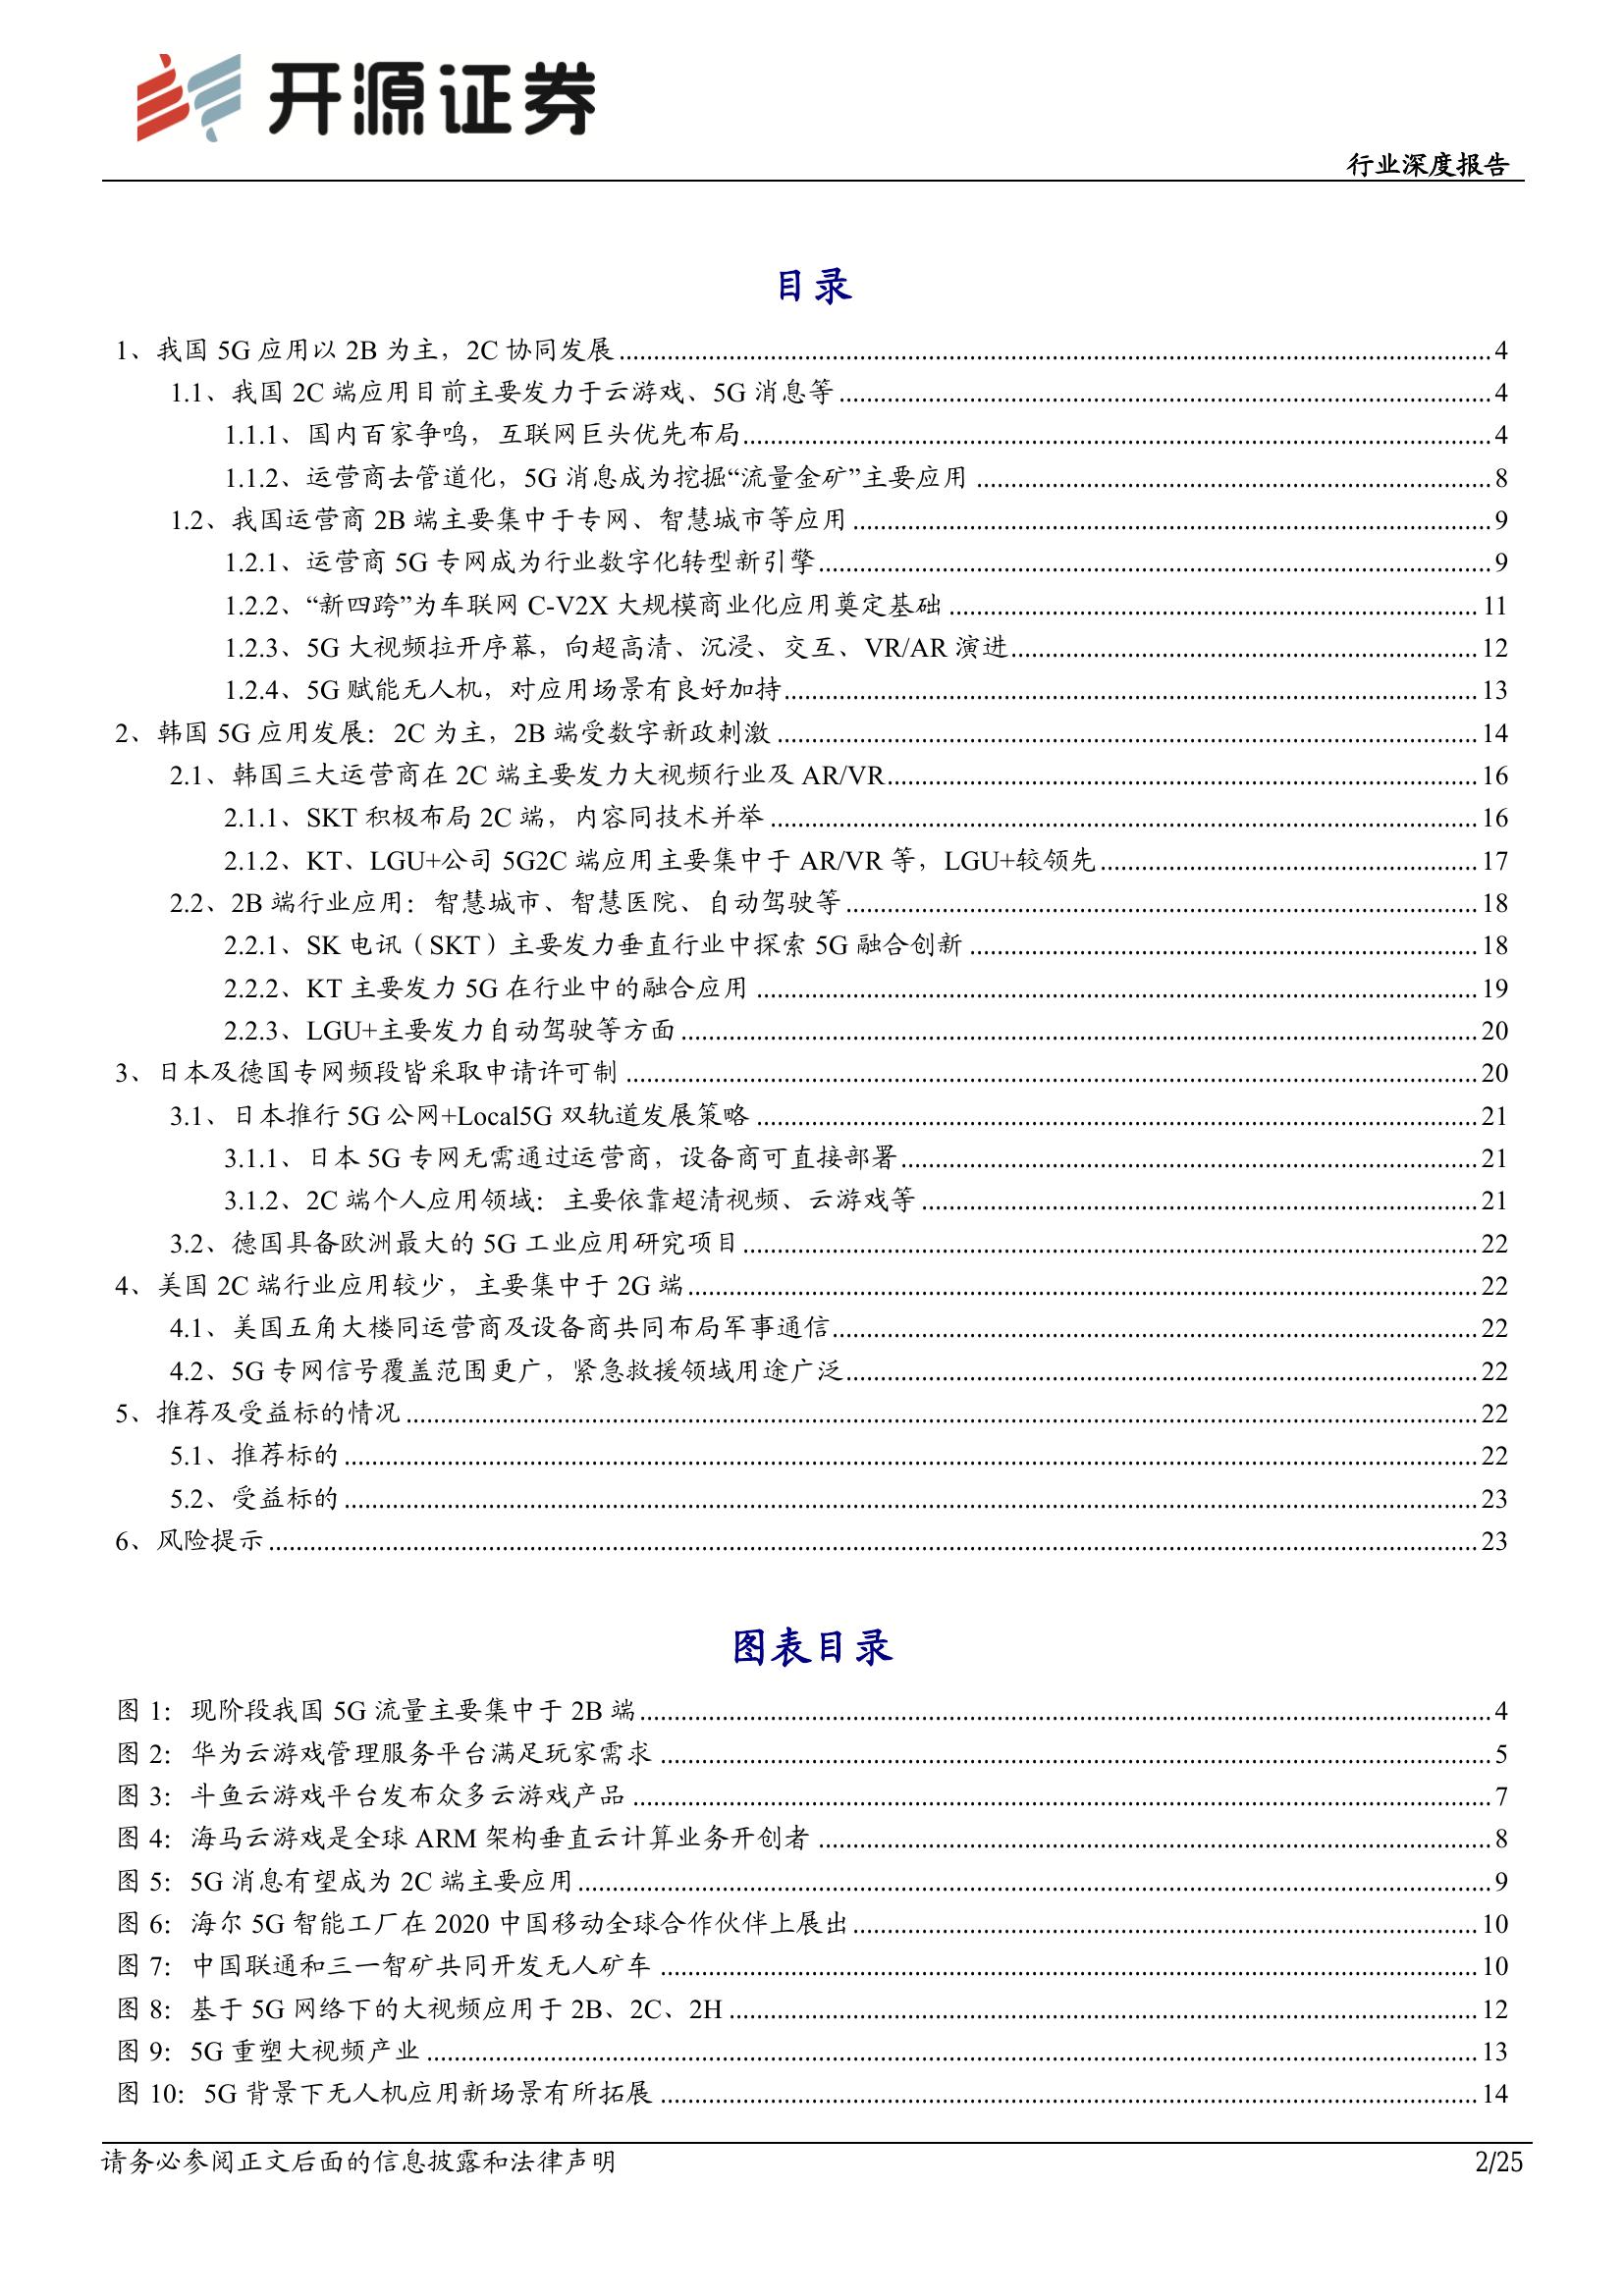 开源证券
行业深度报告
目录
1、我国 5G 应用以 2B 为主，2C 协同发展 4
1.1、我国 2C 端应用目前主要发力于云游戏、5G 消息等 4
1.1.1、国内百家争鸣，互联网巨头优先布局 4
1.1.2、运营商去管道化，5G 消息成为挖掘“流量金矿”主要应用 8
1.2、我国运营商 2B 端主要集中于专网、智慧城市等应用 9
1.2.1、运营商 5G 专网成为行业数字化转型新引擎 9
1.2.2、“新四跨”为车联网 C-V2X 大规模商业化应用奠定基础 11
1.2.3、5G 大视频拉开序幕，向超高清、沉浸、交互、VR/AR 演进 12
1.2.4、5G 赋能无人机，对应用场景有良好加持 13
2、韩国 5G 应用发展：2C 为主，2B 端受数字新政刺激 14
2.1、韩国三大运营商在 2C 端主要发力大视频行业及 AR/VR 16
2.1.1、SKT 积极布局 2C 端，内容同技术并举 16
2.1.2、KT、LGU+公司 5G2C 端应用主要集中于 AR/VR 等，LGU+较领先 17
2.2、2B 端行业应用：智慧城市、智慧医院、自动驾驶等 18
2.2.1、SK 电讯（SKT）主要发力垂直行业中探索 5G 融合创新 18
2.2.2、KT 主要发力 5G 在行业中的融合应用 19
2.2.3、LGU+主要发力自动驾驶等方面 20
3、日本及德国专网频段皆采取申请许可制 20
3.1、日本推行 5G 公网+Local5G 双轨道发展策略 21
3.1.1、日本 5G 专网无需通过运营商，设备商可直接部署 21
3.1.2、2C 端个人应用领域：主要依靠超清视频、云游戏等 21
3.2、德国具备欧洲最大的 5G 工业应用研究项目 22
4、美国 2C 端行业应用较少，主要集中于 2G 端 22
4.1、美国五角大楼同运营商及设备商共同布局军事通信 22
4.2、5G 专网信号覆盖范围更广，紧急救援领域用途广泛 22
5、推荐及受益标的情况 22
5.1、推荐标的 22
5.2、受益标的 23
6、风险提示 23
图表目录
图 1：现阶段我国 5G 流量主要集中于 2B 端 4
图 2：华为云游戏管理服务平台满足玩家需求 5
图 3：斗鱼云游戏平台发布众多云游戏产品 7
图 4：海马云游戏是全球 ARM 架构垂直云计算业务开创者 8
图 5：5G 消息有望成为 2C 端主要应用 9
图 6：海尔 5G 智能工厂在 2020 中国移动全球合作伙伴上展出 10
图 7：中国联通和三一智矿共同开发无人矿车 10
图 8：基于 5G 网络下的大视频应用于 2B、2C、2H 12
图 9：5G 重塑大视频产业 13
图 10：5G 背景下无人机应用新场景有所拓展 14
请务必参阅正文后面的信息披露和法律声明 2/25